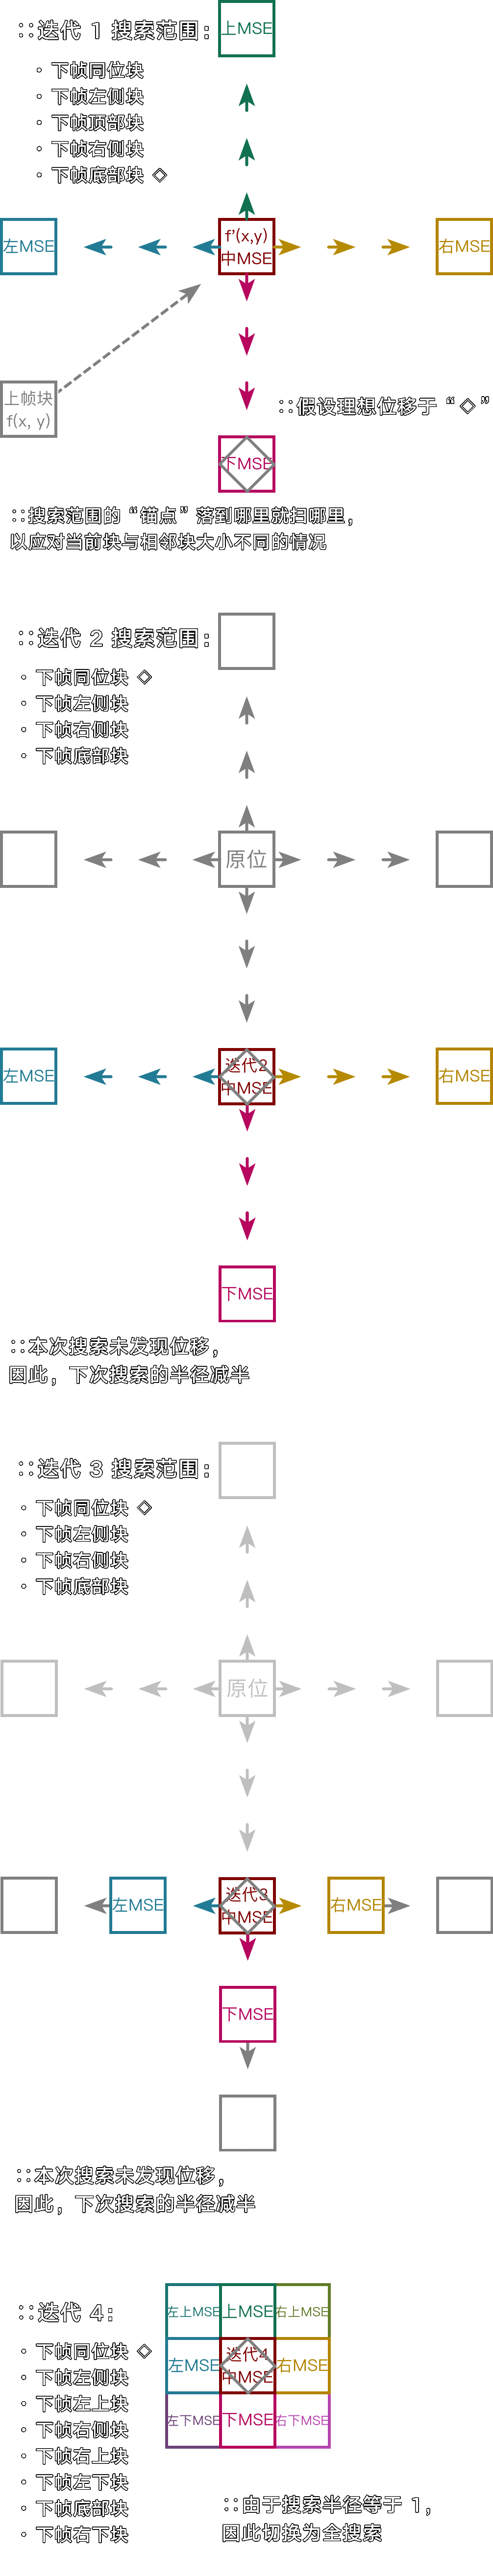 ::迭代 1 搜索范围:
· 下帧同位块
· 下帧左侧块
· 下帧顶部块
· 下帧右侧块
· 下帧底部块 ◇
上MSE
左MSE
f'(x,y)
中MSE
右MSE
上帧块
f(x, y)
::假设理想位移于“◇”
下MSE
::搜索范围的“锚点”落到哪里就扫哪里,
以应对当前块与相邻块大小不同的情况
::迭代 2 搜索范围:
· 下帧同位块 ◇
· 下帧左侧块
· 下帧右侧块
· 下帧底部块
原位
左MSE
迭代2
中MSE
右MSE
下MSE
::本次搜索未发现位移,
因此, 下次搜索的半径减半
::迭代 3 搜索范围:
· 下帧同位块 ◇
· 下帧左侧块
· 下帧右侧块
· 下帧底部块
原位
左MSE
迭代3
中MSE
右MSE
下MSE
::本次搜索未发现位移,
因此, 下次搜索的半径减半
::迭代 4:
· 下帧同位块 ◇
· 下帧左侧块
· 下帧左上块
· 下帧右侧块
· 下帧右上块
· 下帧左下块
· 下帧底部块
· 下帧右下块
左上MSE 上MSE 右上MSE
左MSE
迭代4
中MSE
右MSE
左下MSE 下MSE 右下MSE
::由于搜索半径等于 1,
因此切换为全搜索